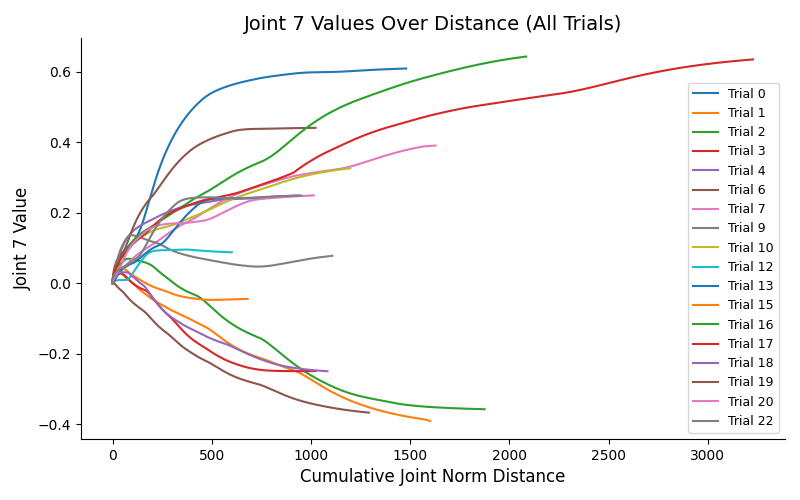 Joint 7 Values Over Distance (All Trials)
Joint 7 Value
0.6
0.4
0.2
0.0
−0.2
−0.4
0
500
1000
1500
2000
2500
3000
Cumulative Joint Norm Distance
Trial 0
Trial 1
Trial 2
Trial 3
Trial 4
Trial 6
Trial 7
Trial 9
Trial 10
Trial 12
Trial 13
Trial 15
Trial 16
Trial 17
Trial 18
Trial 19
Trial 20
Trial 22